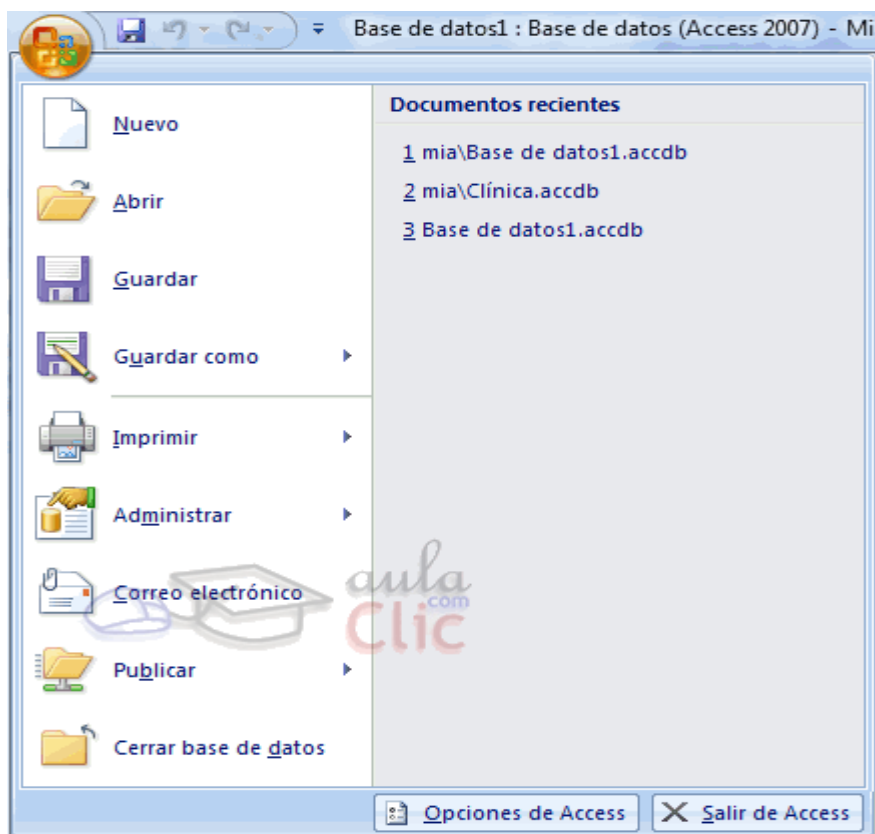 Base de datos1 : Base de datos (Access 2007) - Mi
Nuevo
Abrir
Guardar
Guardar como
Imprimir
Administrar
Correo electrónico
Publicar
Cerrar base de datos
Documentos recientes
1 mia\Base de datos1.accdb
2 mia\Clínica.accdb
3 Base de datos1.accdb
aula
Clic
.com
Opciones de Access
Salir de Access